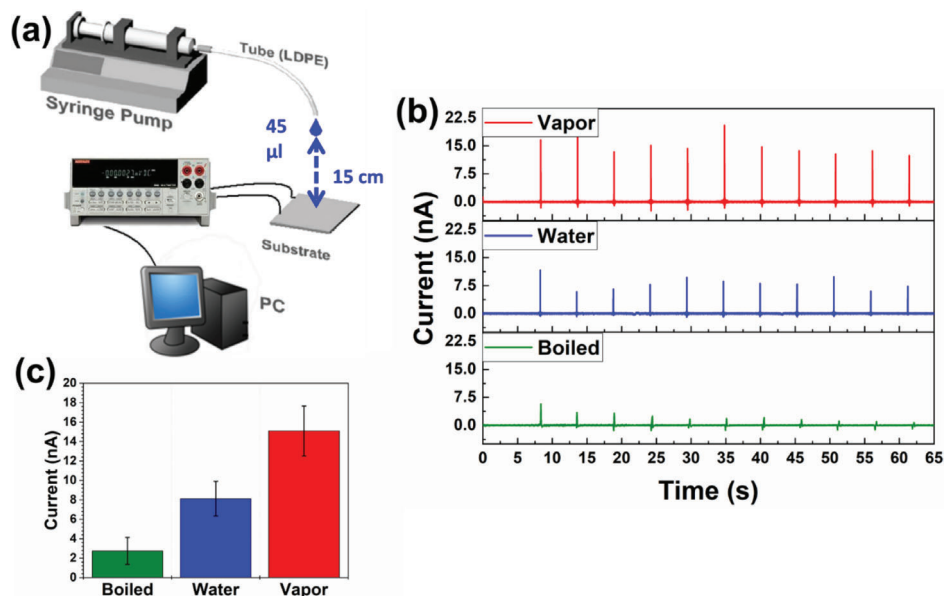 (a)
Tube (LDPE)
Syringe Pump
45
μl
15 cm
Substrate
PC
(b)
Current (nA)
22.5
15.0
7.5
0.0
Vapor
22.5
15.0
7.5
0.0
Water
22.5
15.0
7.5
0.0
Boiled
0 5 10 15 20 25 30 35 40 45 50 55 60 65
Time (s)
(c)
Current (nA)
20
18
16
14
12
10
8
6
4
2
0
Boiled Water Vapor